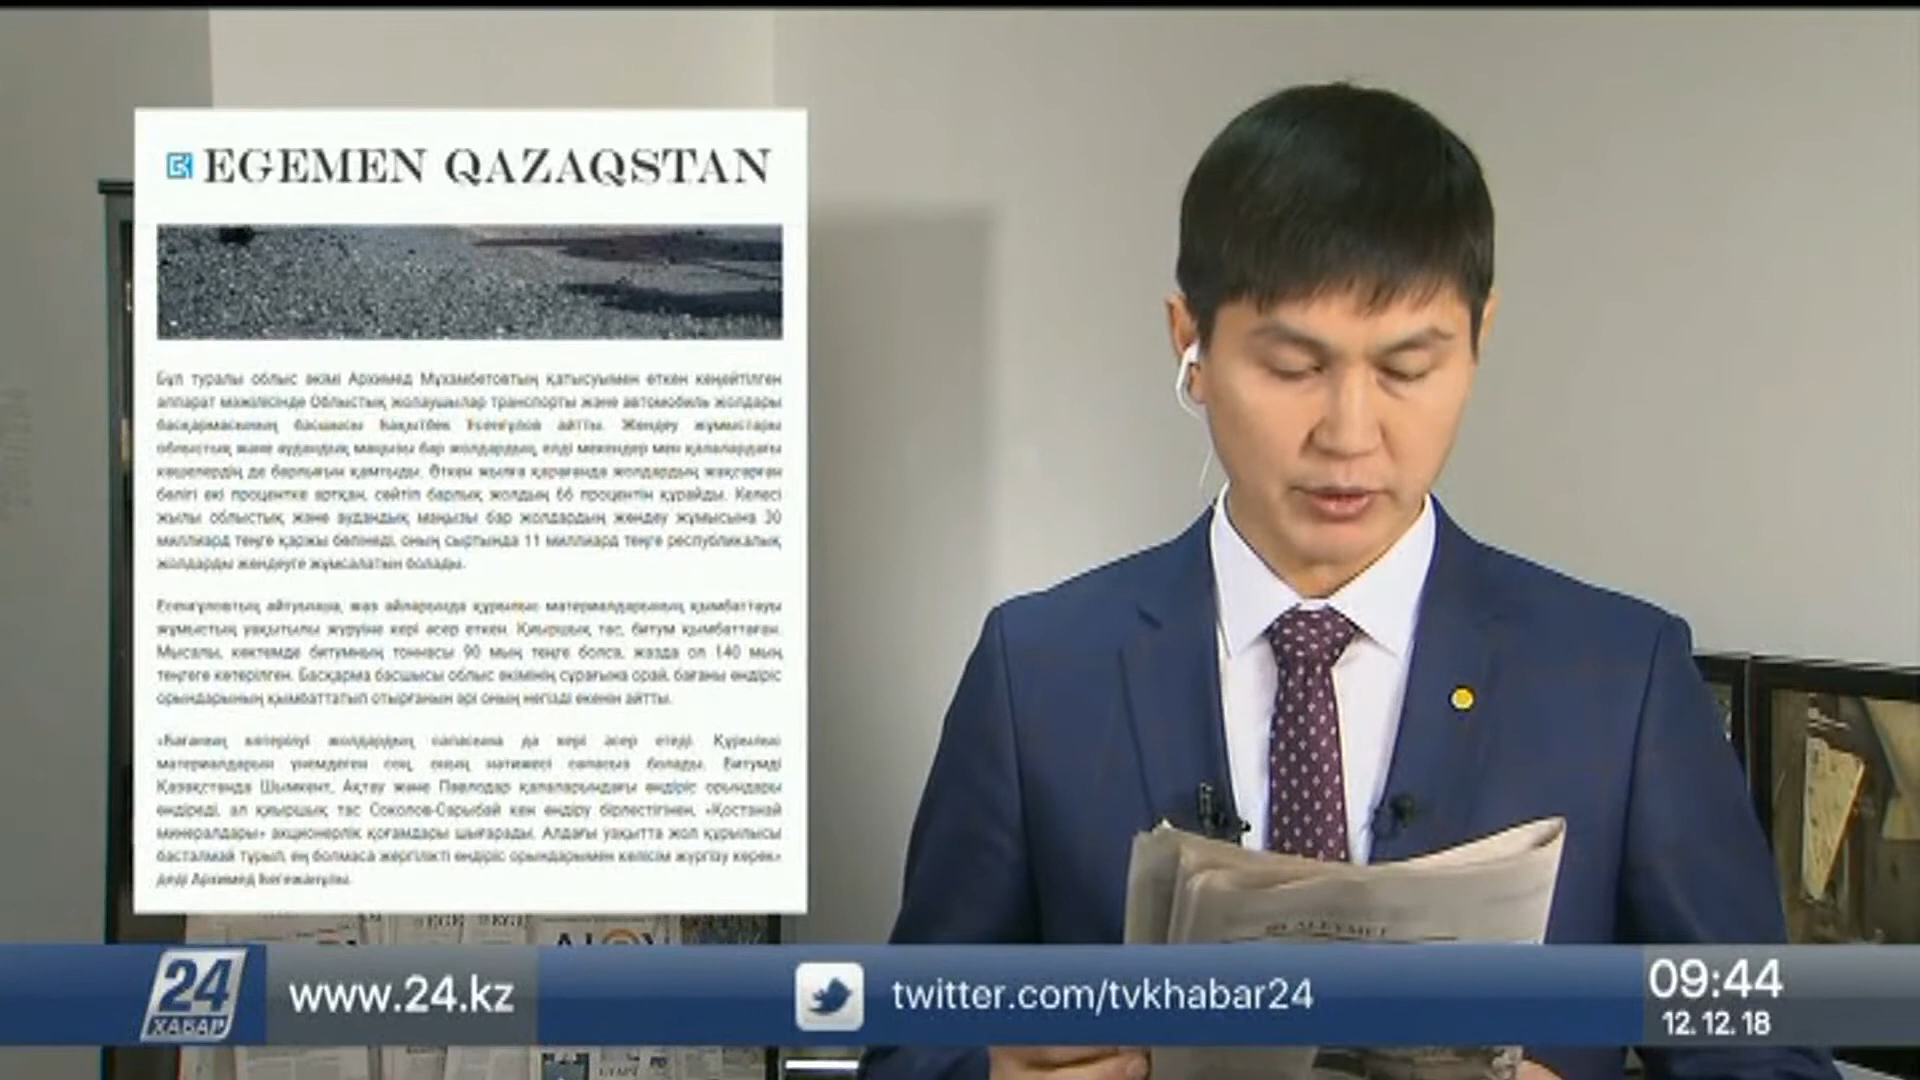 EGEMEN QAZAQSTAN
Бұл туралы облыс әкімі Архимед Мұхамбетовтың қатысуымен өткен кеңейтілген
аппарат мәжілісінде Облыстық жолаушылар транспорты және автомобиль жолдары
басқармасының басшысы Бақытбек Есенғұлов айтты. Жөндеу жұмыстары
облыстық және аудандық маңызы бар жолдардың, елді мекендер мен қалалардағы
көшелердің де барлығын қамтыды. Өткен жылға қарағанда жолдардың жақсарған
бөлігі екі процентке артқан, сөйтіп барлық жолдың 66 процентін құрайды. Келесі
жылы облыстық және аудандық маңызы бар жолдардың жөндеу жұмысына 30
миллиард теңге қаржы бөлінеді, оның сыртында 11 миллиард теңге республикалық
жолдарды жөндеуге жұмсалатын болады.
Есенғұловтың айтуынша, жаз айларында құрылыс материалдарының қымбаттауы
жұмыстың уақытылы жүруіне кері әсер еткен. Қиыршық тас, битум қымбаттаған.
Мысалы, көктемде битумның тоннасы 90 мың теңге болса, жазда ол 140 мың
теңгеге көтерілген. Басқарма басшысы облыс әкімінің сұрағына орай, бағаны өндіріс
орындарының қымбаттатып отырғанын әрі оның негізді екенін айтты.
«Бағаның көтерілуі жолдардың сапасына да кері әсер етеді. Құрылыс
материалдарын үнемдеген соң, оның нәтижесі сапасыз болады. Битумді
Қазақстанда Шымкент, Ақтау және Павлодар қалаларындағы өндіріс орындары
өндіреді, ал қиыршық тас Соколов-Сарыбай кен өндіру бірлестігінен, «Қостанай
минералдары» акционерлік қоғамдары шығарады. Алдағы уақытта жол құрылысы
басталмай тұрып, ең болмаса жергілікті өндіріс орындарымен келісім жүргізу керек»
деді Архимед Бегежанұлы.
24
ХАБАР
www.24.kz
twitter.com/tvkhabar24
09:44
12.12.18